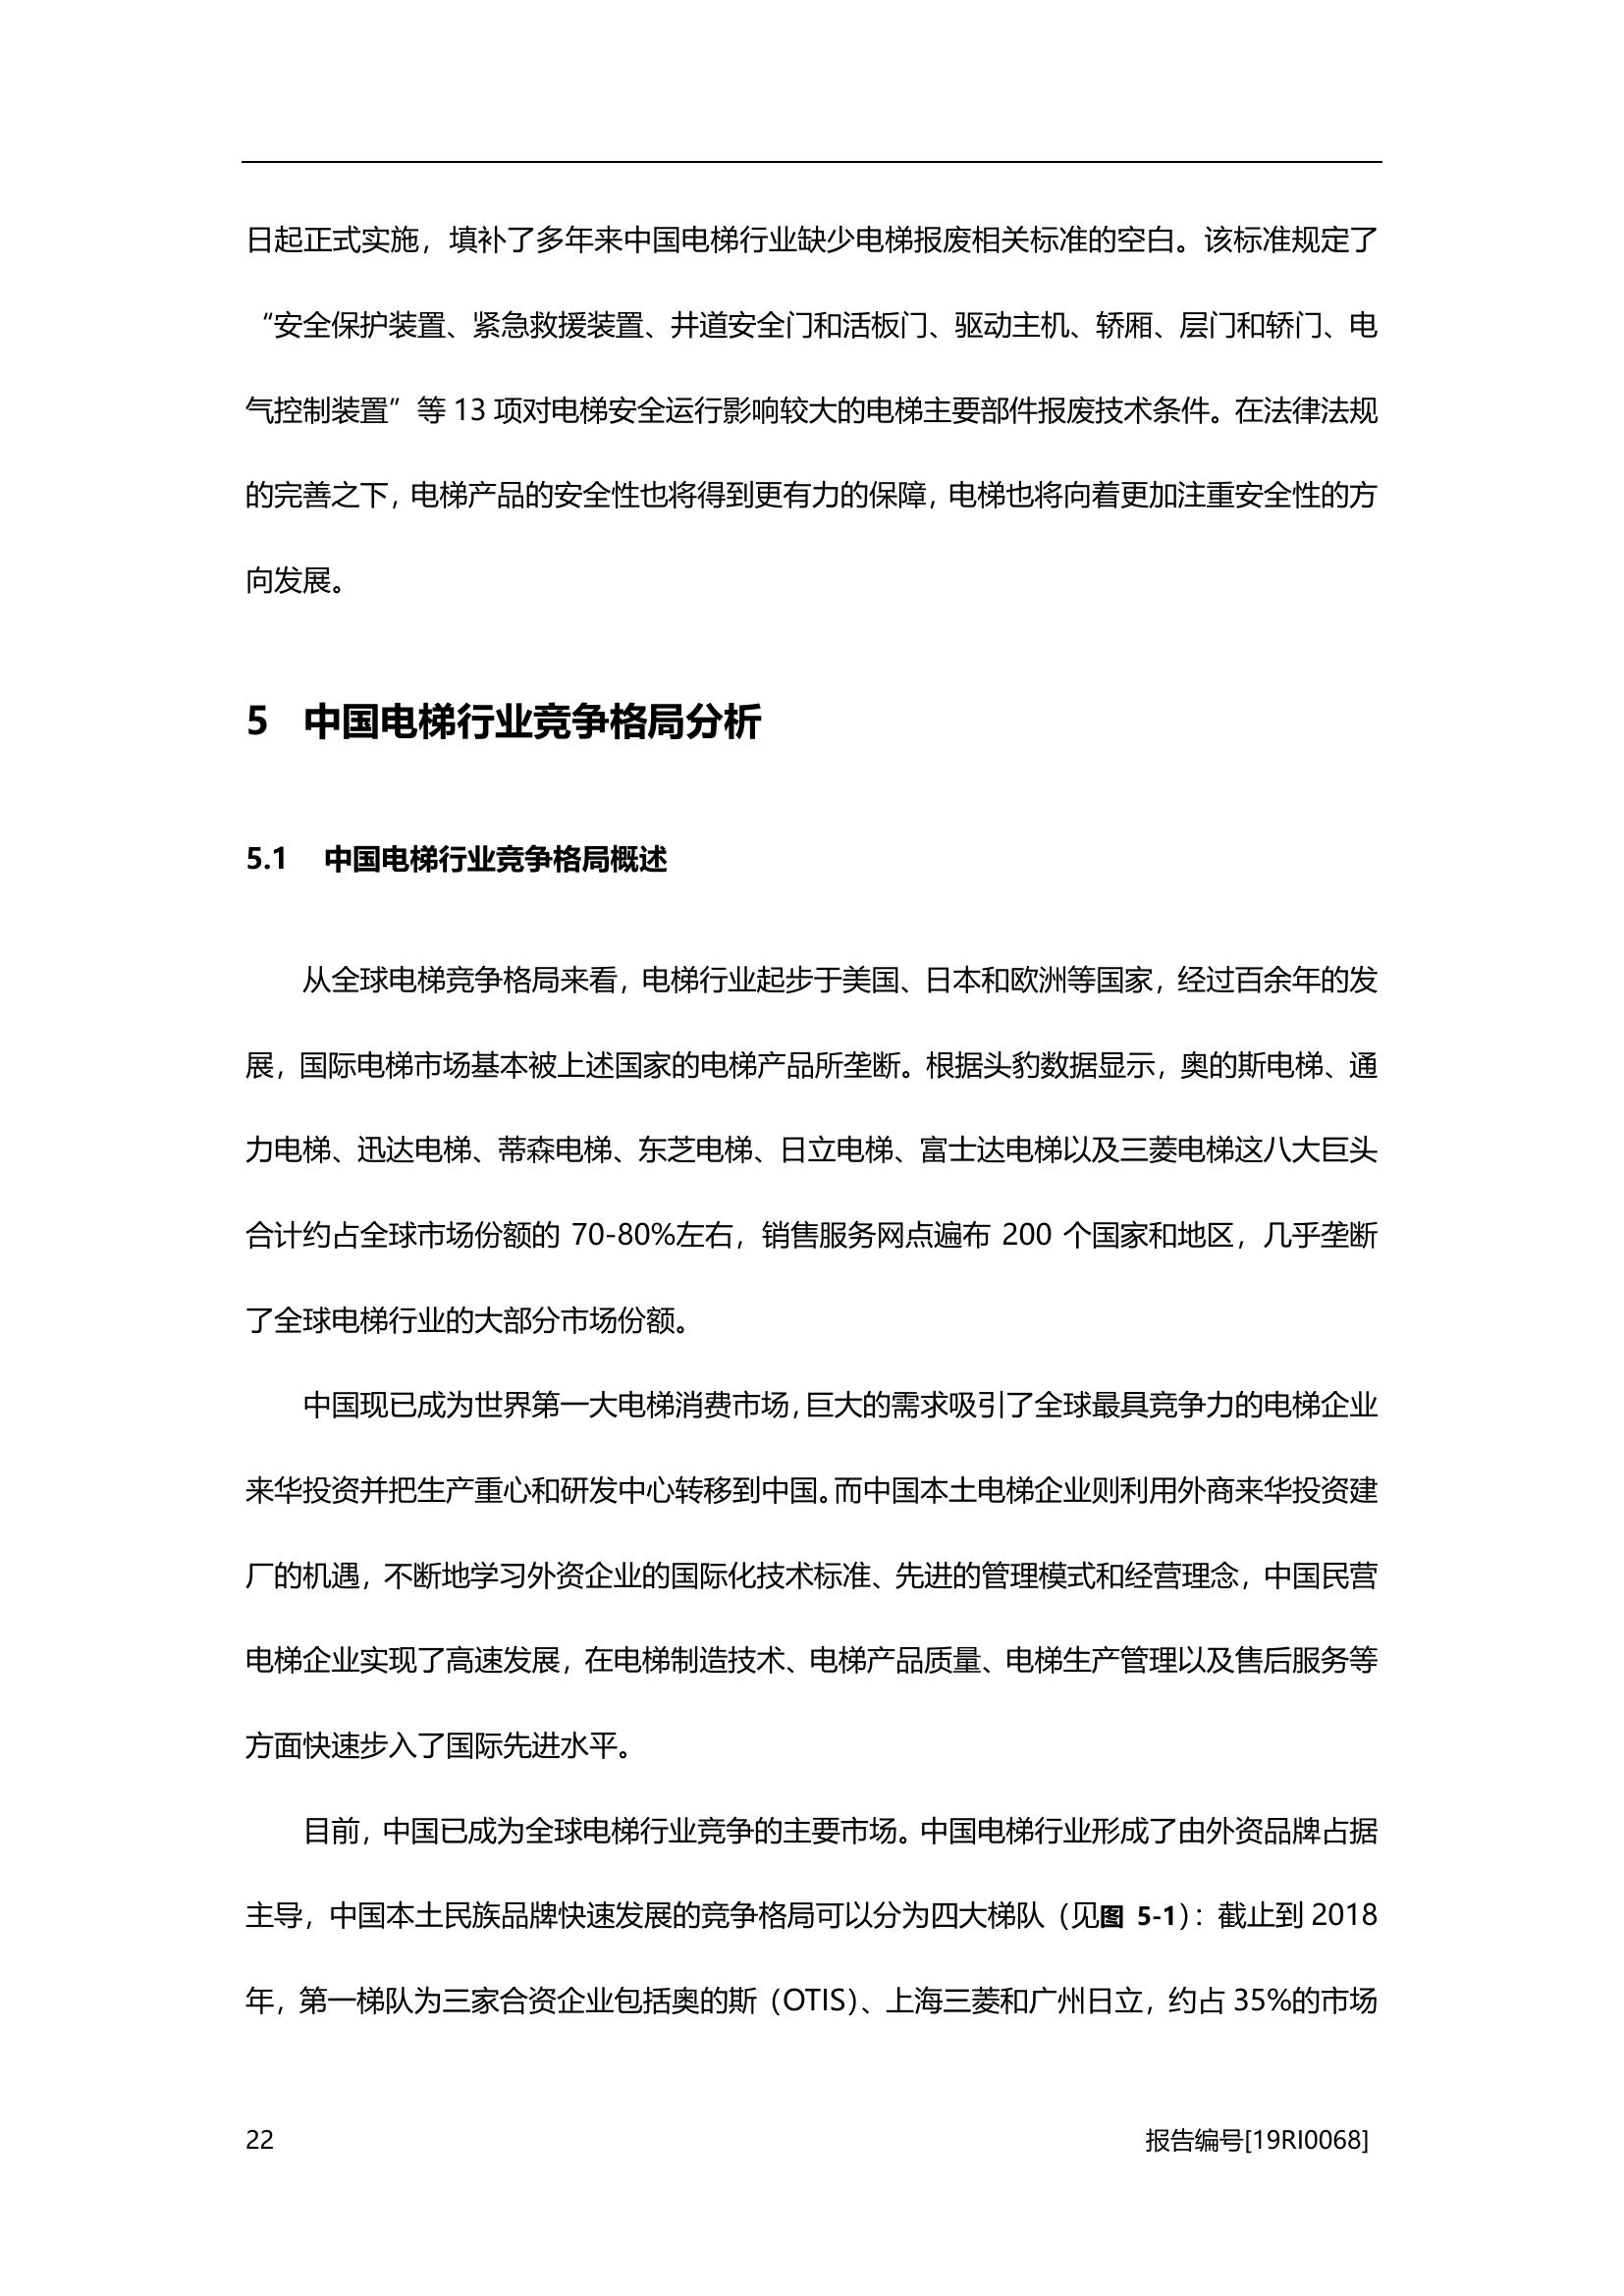 日起正式实施，填补了多年来中国电梯行业缺少电梯报废相关标准的空白。该标准规定了
“安全保护装置、紧急救援装置、井道安全门和活板门、驱动主机、轿厢、层门和轿门、电
气控制装置”等 13 项对电梯安全运行影响较大的电梯主要部件报废技术条件。在法律法规
的完善之下，电梯产品的安全性也将得到更有力的保障，电梯也将向着更加注重安全性的方
向发展。
5 中国电梯行业竞争格局分析
5.1 中国电梯行业竞争格局概述
从全球电梯竞争格局来看，电梯行业起步于美国、日本和欧洲等国家，经过百余年的发
展，国际电梯市场基本被上述国家的电梯产品所垄断。根据头豹数据显示，奥的斯电梯、通
力电梯、迅达电梯、蒂森电梯、东芝电梯、日立电梯、富士达电梯以及三菱电梯这八大巨头
合计约占全球市场份额的 70-80%左右，销售服务网点遍布 200 个国家和地区，几乎垄断
了全球电梯行业的大部分市场份额。
中国现已成为世界第一大电梯消费市场，巨大的需求吸引了全球最具竞争力的电梯企业
来华投资并把生产重心和研发中心转移到中国。而中国本土电梯企业则利用外商来华投资建
厂的机遇，不断地学习外资企业的国际化技术标准、先进的管理模式和经营理念，中国民营
电梯企业实现了高速发展，在电梯制造技术、电梯产品质量、电梯生产管理以及售后服务等
方面快速步入了国际先进水平。
目前，中国已成为全球电梯行业竞争的主要市场。中国电梯行业形成了由外资品牌占据
主导，中国本土民族品牌快速发展的竞争格局可以分为四大梯队（见图 5-1）：截止到 2018
年，第一梯队为三家合资企业包括奥的斯（OTIS）、上海三菱和广州日立，约占 35%的市场
22 报告编号[19RI0068]